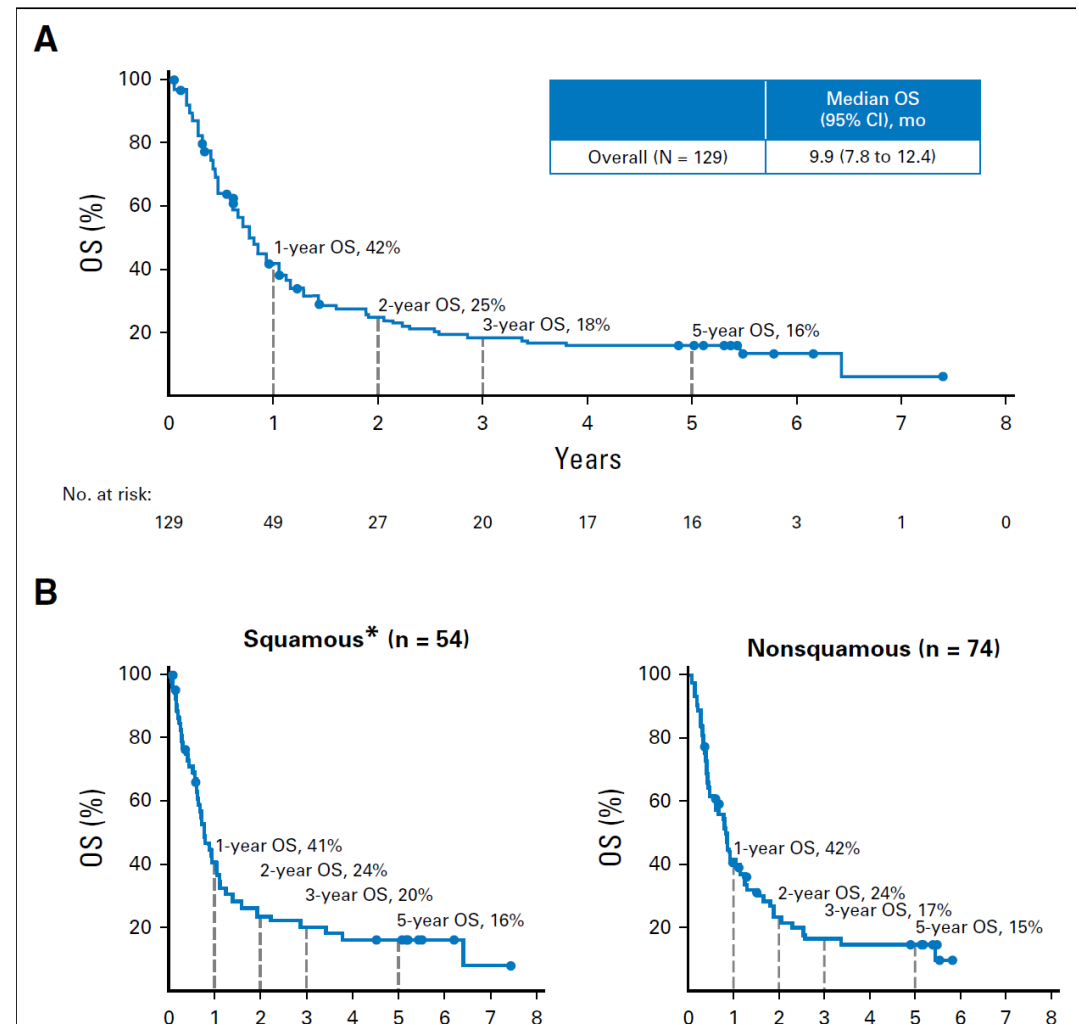 A
Median OS
(95% CI), mo
Overall (N = 129) 9.9 (7.8 to 12.4)
OS (%)
100
80
60
40
20
1-year OS, 42%
2-year OS, 25%
3-year OS, 18%
5-year OS, 16%
0 1 2 3 4 5 6 7 8
Years
No. at risk:
129 49 27 20 17 16 3 1 0
B
Squamous* (n = 54)
OS (%)
100
80
60
40
20
1-year OS, 41%
2-year OS, 24%
3-year OS, 20%
5-year OS, 16%
0 1 2 3 4 5 6 7 8
Nonsquamous (n = 74)
OS (%)
100
80
60
40
20
1-year OS, 42%
2-year OS, 24%
3-year OS, 17%
5-year OS, 15%
0 1 2 3 4 5 6 7 8